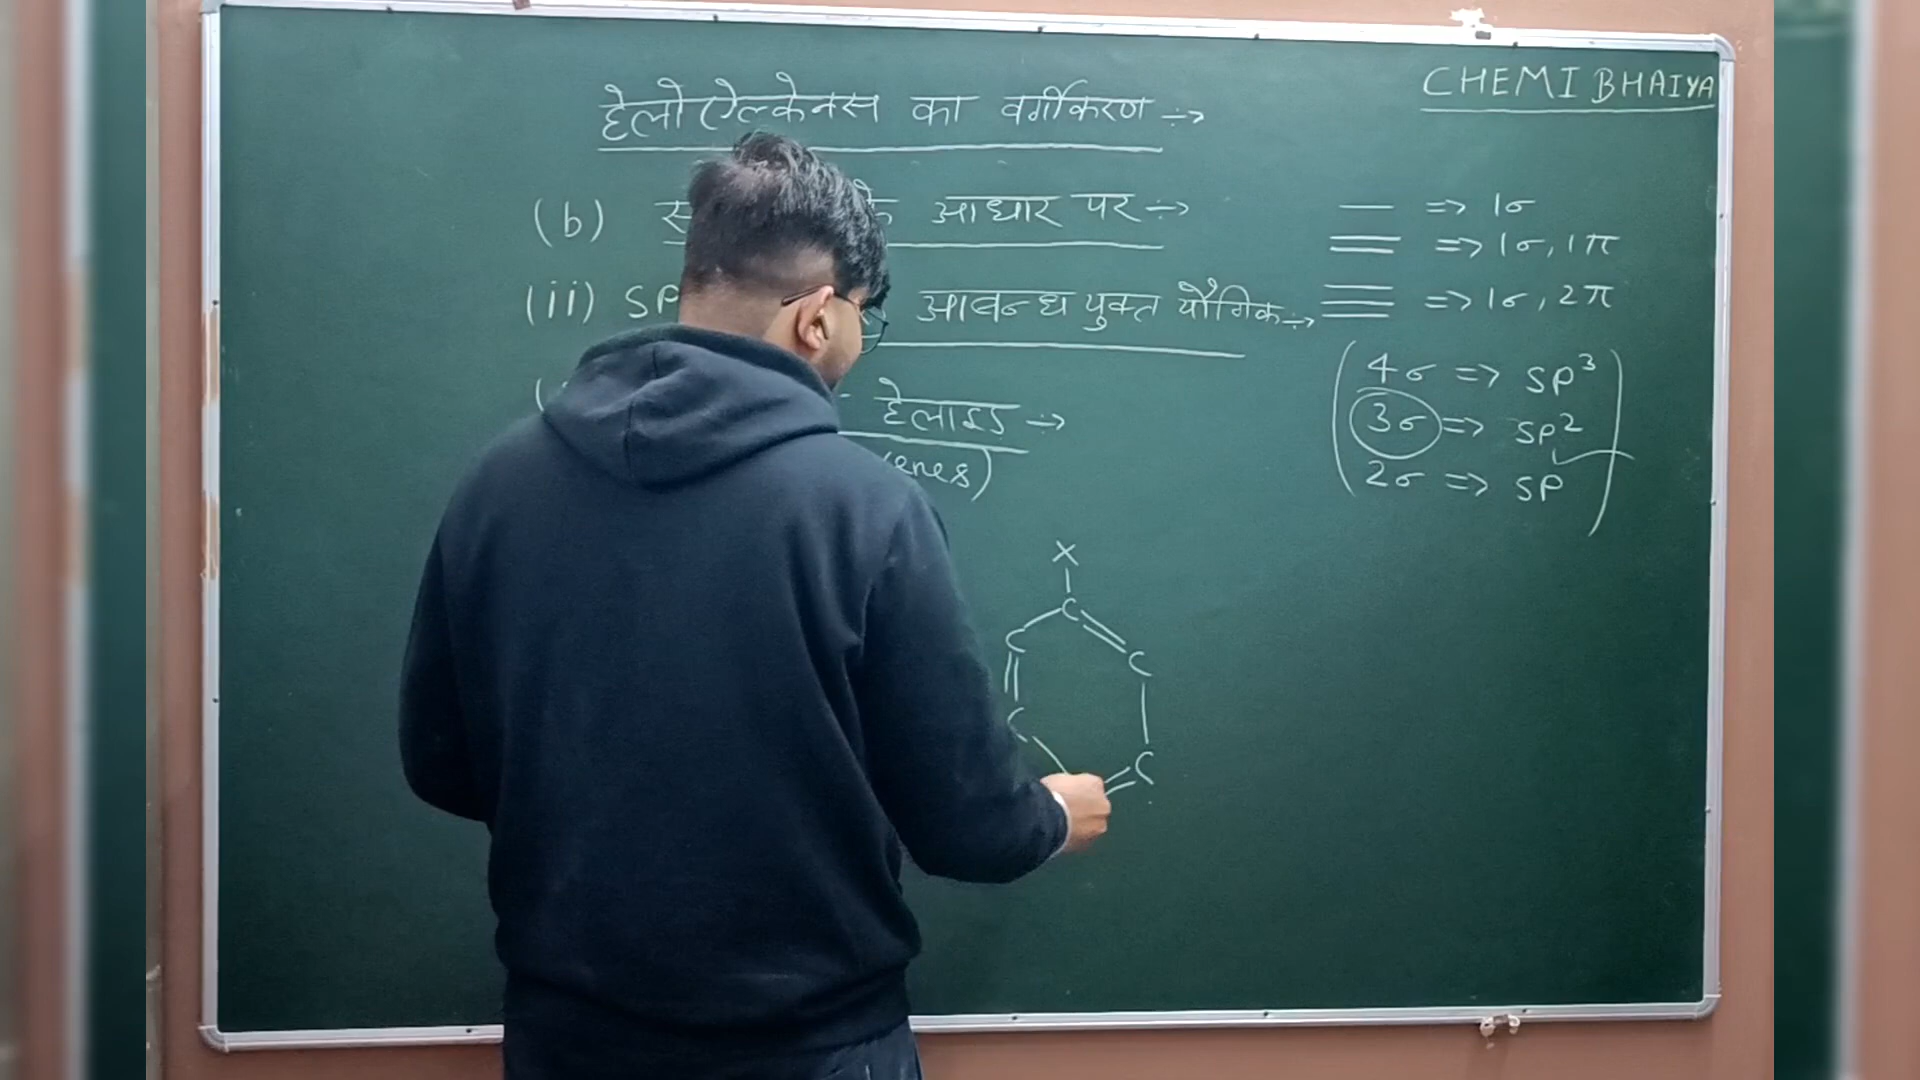 CHEMI BHAIYA
हेलोऐल्केनस का वर्गीकरण ÷>
(b) के आधार पर ÷>
(ii) SP आबन्ध युक्त यौगिक ÷>
हेलाइड ÷>
enes)
— => 1σ
= => 1σ, 1π
≡ => 1σ, 2π
4σ => SP³
3σ => SP²
2σ => SP
X
C
C
C
C
C